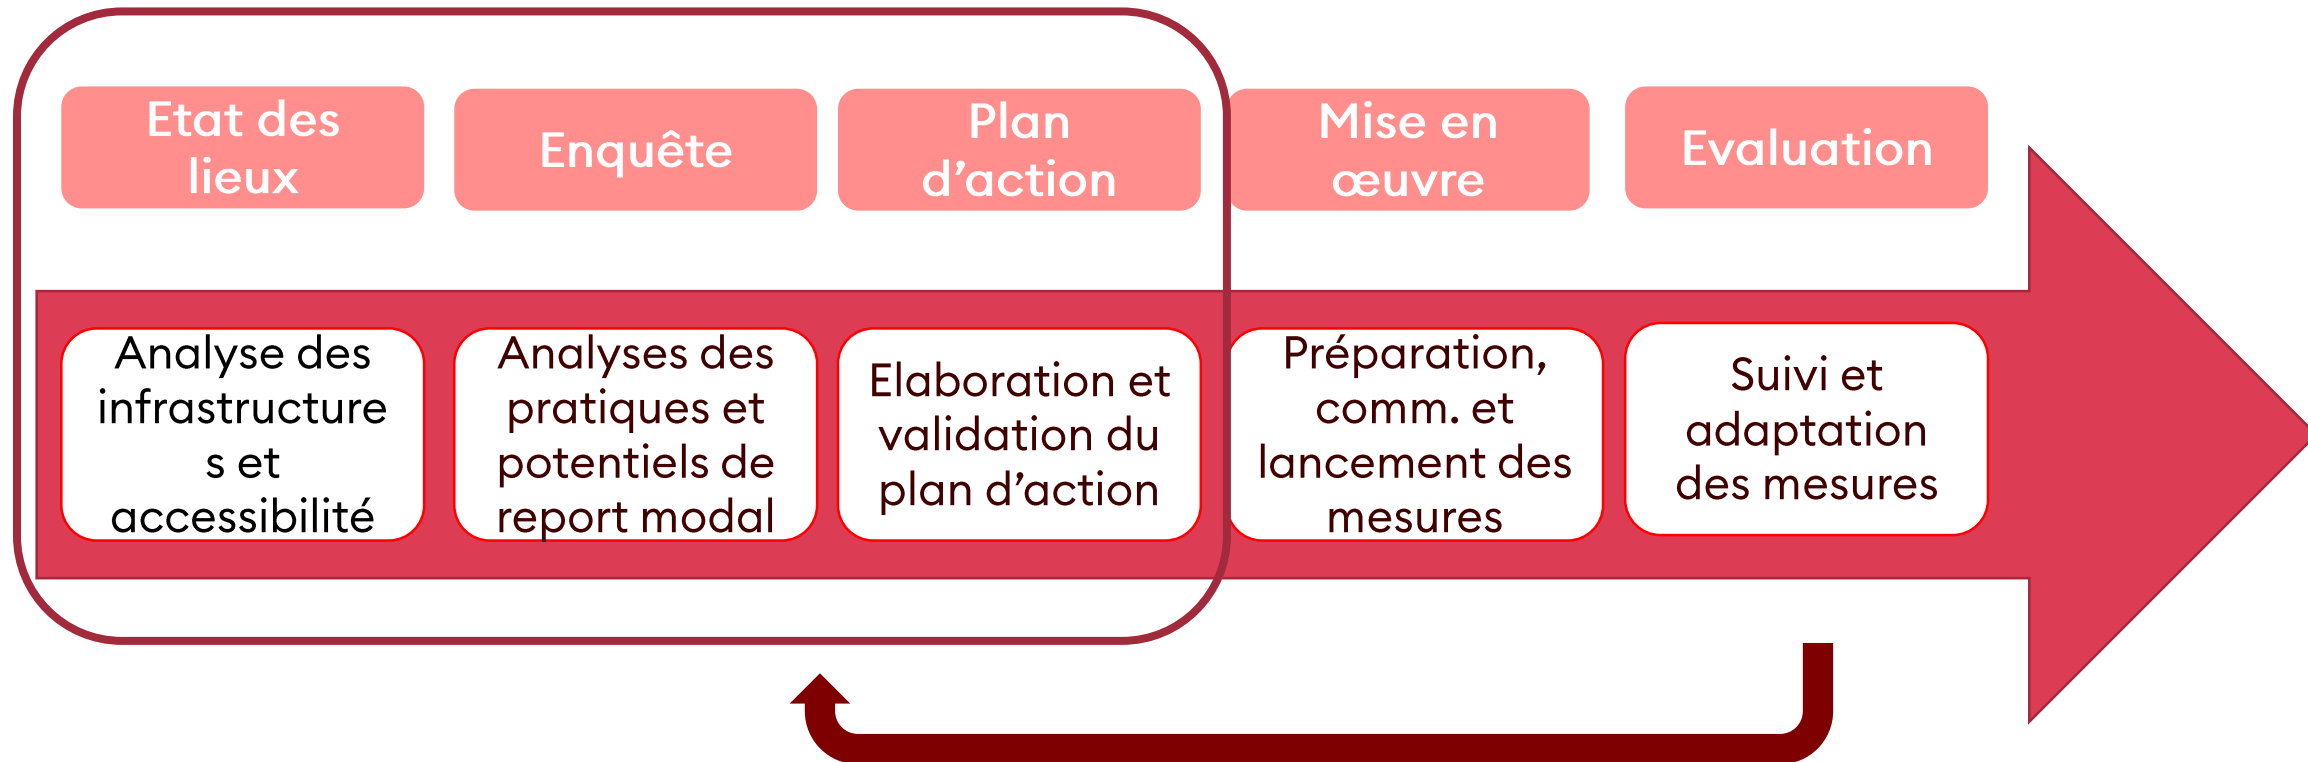 Etat des
lieux
Enquête
Plan
d’action
Mise en
œuvre
Evaluation
Analyse des
infrastructure
s et
accessibilité
Analyses des
pratiques et
potentiels de
report modal
Elaboration et
validation du
plan d’action
Préparation,
comm. et
lancement des
mesures
Suivi et
adaptation
des mesures